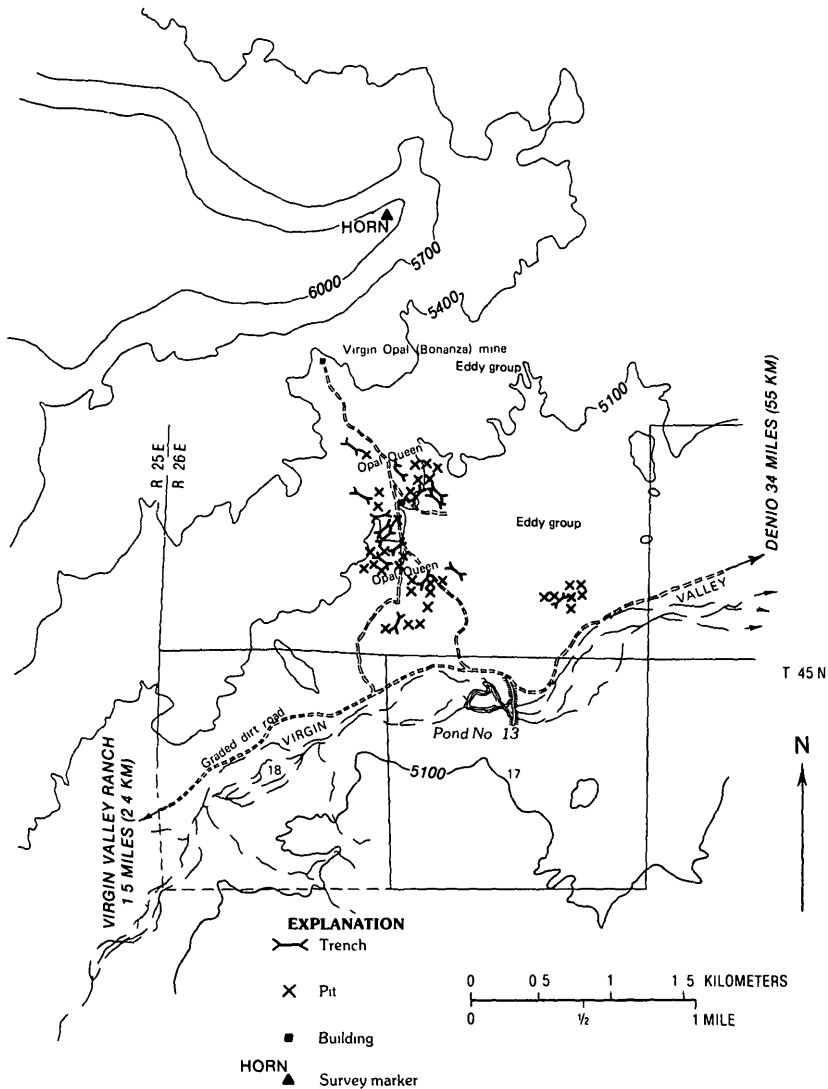 HORN
5700
6000
5400
Virgin Opal (Bonanza) mine
Eddy group
5100
DENIO 34 MILES (55 KM)
R 25 E
R 26 E
Opal Queen
Eddy group
Opal Queen
VALLEY
T 45 N
Graded dirt road
VIRGIN
Pond No 13
18
5100
17
N
VIRGIN VALLEY RANCH
1 5 MILES (2 4 KM)
EXPLANATION
Trench
Pit
Building
HORN
Survey marker
0 0 5 1 1 5 KILOMETERS
0 1/2 1 MILE